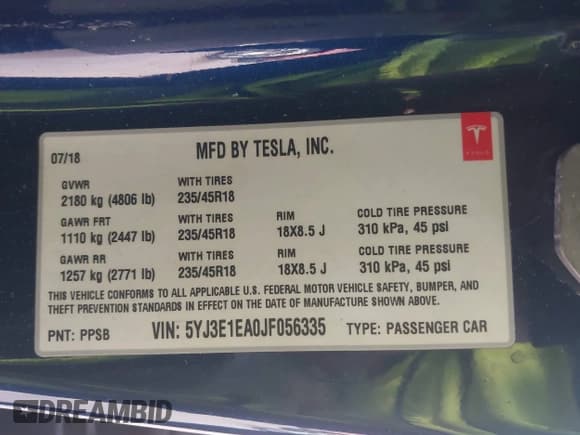 07/18 MFD BY TESLA, INC.
TESLA
GVWR WITH TIRES
2180 kg (4806 lb) 235/45R18
GAWR FRT WITH TIRES RIM COLD TIRE PRESSURE
1110 kg (2447 lb) 235/45R18 18X8.5 J 310 kPa, 45 psi
GAWR RR WITH TIRES RIM COLD TIRE PRESSURE
1257 kg (2771 lb) 235/45R18 18X8.5 J 310 kPa, 45 psi
THIS VEHICLE CONFORMS TO ALL APPLICABLE U.S. FEDERAL MOTOR VEHICLE SAFETY, BUMPER, AND
THEFT PREVENTION STANDARDS IN EFFECT ON THE DATE OF MANUFACTURE SHOWN ABOVE.
PNT: PPSB VIN: 5YJ3E1EA0JF056335 TYPE: PASSENGER CAR
DREAMBID